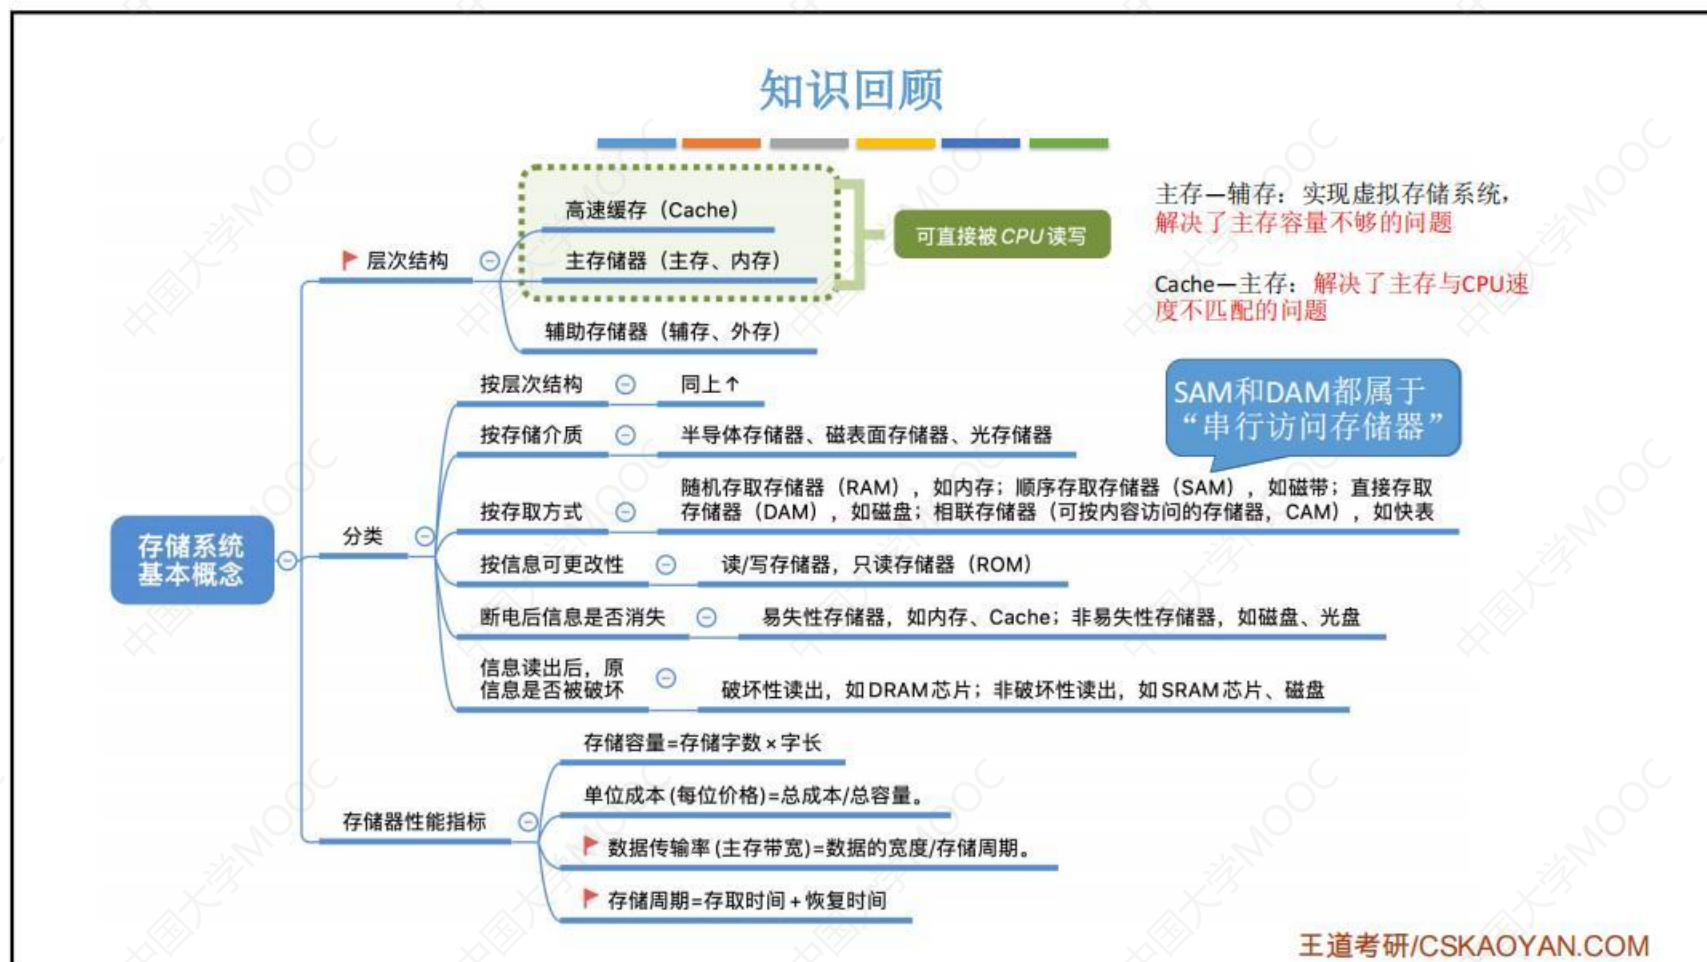 知识回顾
高速缓存（Cache）
主存储器（主存、内存）
可直接被CPU读写
层次结构
辅助存储器（辅存、外存）
主存—辅存：实现虚拟存储系统，
解决了主存容量不够的问题
Cache—主存：解决了主存与CPU速
度不匹配的问题
按层次结构
同上↑
按存储介质
半导体存储器、磁表面存储器、光存储器
SAM和DAM都属于
“串行访问存储器”
按存取方式
随机存取存储器（RAM），如内存；顺序存取存储器（SAM），如磁带；直接存取
存储器（DAM），如磁盘；相联存储器（可按内容访问的存储器，CAM），如快表
存储系统
基本概念
分类
按信息可更改性
读/写存储器，只读存储器（ROM）
断电后信息是否消失
易失性存储器，如内存、Cache；非易失性存储器，如磁盘、光盘
信息读出后，原
信息是否被破坏
破坏性读出，如DRAM芯片；非破坏性读出，如SRAM芯片、磁盘
存储器性能指标
存储容量=存储字数×字长
单位成本(每位价格)=总成本/总容量。
数据传输率(主存带宽)=数据的宽度/存储周期。
存储周期=存取时间+恢复时间
王道考研/CSKAOYAN.COM
中国大学MOOC